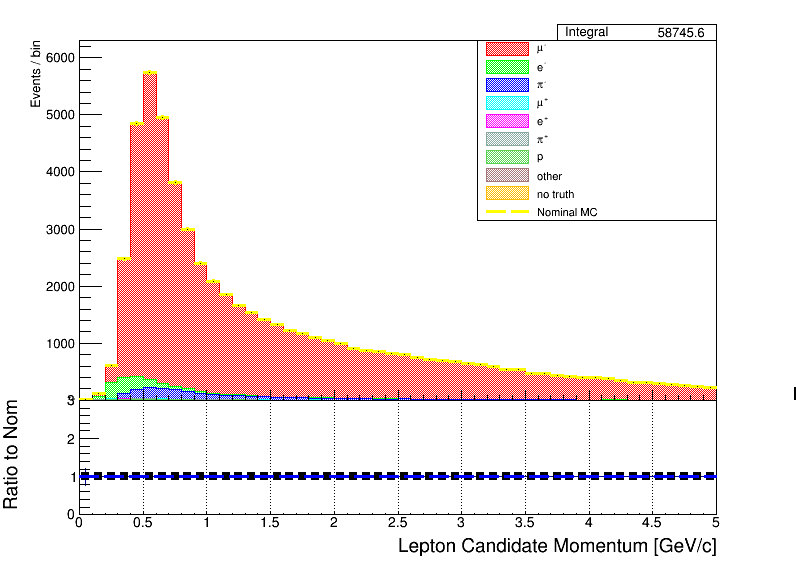 Integral 58745.6
Events / bin
6000
5000
4000
3000
2000
1000
μ⁻
e⁻
π⁻
μ⁺
e⁺
π⁺
p
other
no truth
Nominal MC
Ratio to Nom
3
2
1
0
0 0.5 1 1.5 2 2.5 3 3.5 4 4.5 5
Lepton Candidate Momentum [GeV/c]